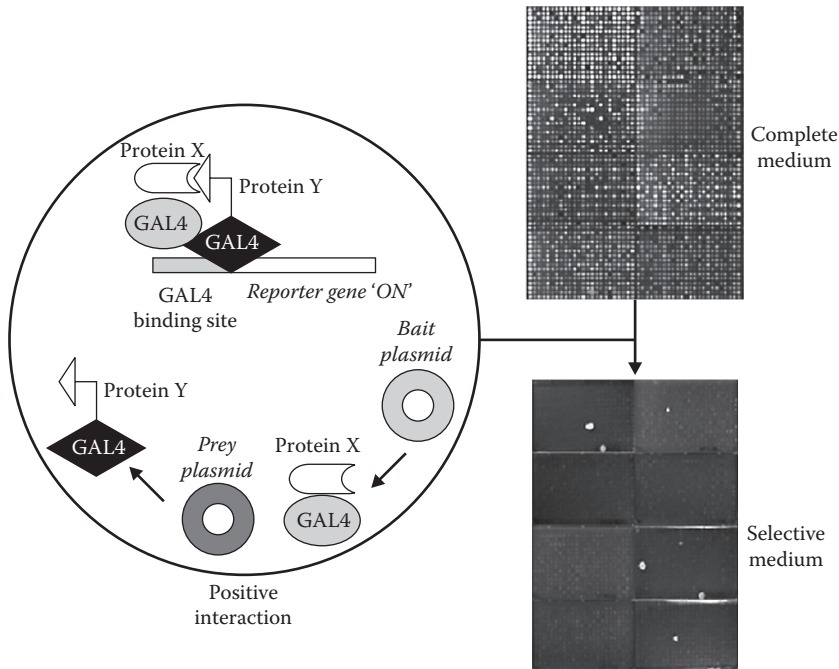 Protein X
Protein Y
GAL4
GAL4
GAL4
binding site
Reporter gene ‘ON’
Bait
plasmid
Protein Y
GAL4
Prey
plasmid
Protein X
GAL4
Positive
interaction
Complete
medium
Selective
medium